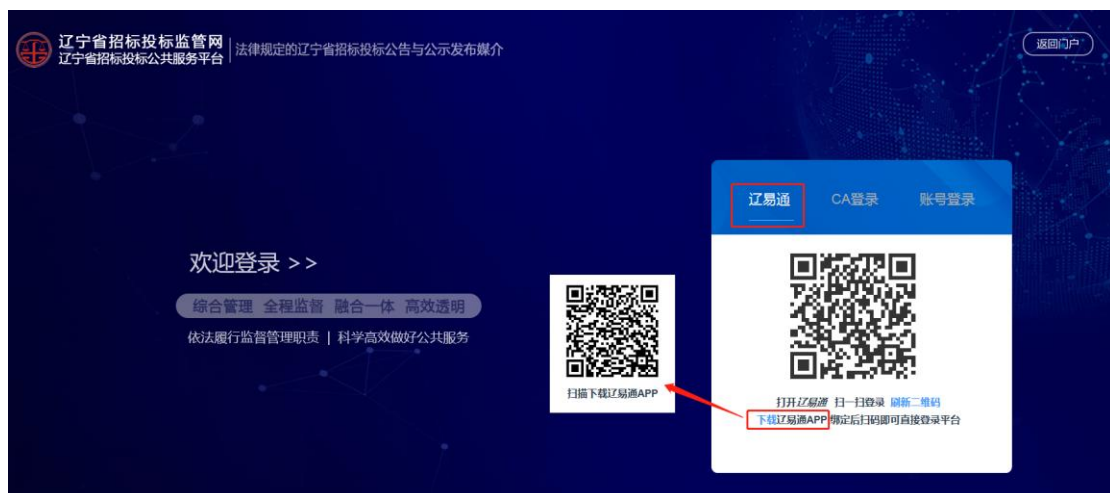 辽宁省招标投标监管网
辽宁省招标投标公共服务平台
法律规定的辽宁省招标投标公告与公示发布媒介
返回门户
辽易通
CA登录
账号登录
欢迎登录 >>
综合管理 全程监督 融合一体 高效透明
依法履行监督管理职责 | 科学高效做好公共服务
扫描下载辽易通APP
打开辽易通 扫一扫登录 刷新二维码
下载辽易通APP 绑定后扫码即可直接登录平台